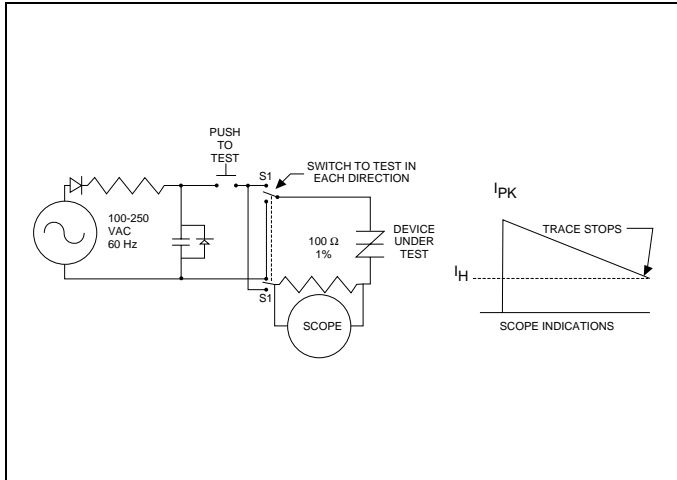 PUSH
TO
TEST
S1
SWITCH TO TEST IN
EACH DIRECTION
100-250
VAC
60 Hz
100 Ω
1%
DEVICE
UNDER
TEST
S1
SCOPE
IPK
TRACE STOPS
IH
SCOPE INDICATIONS